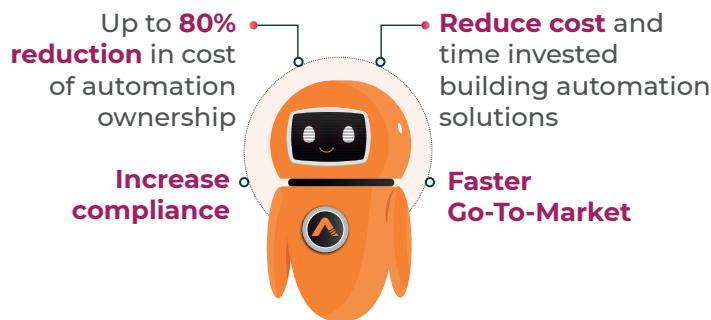 Up to 80%
reduction in cost
of automation
ownership
Reduce cost and
time invested
building automation
solutions
Increase
compliance
Faster
Go-To-Market